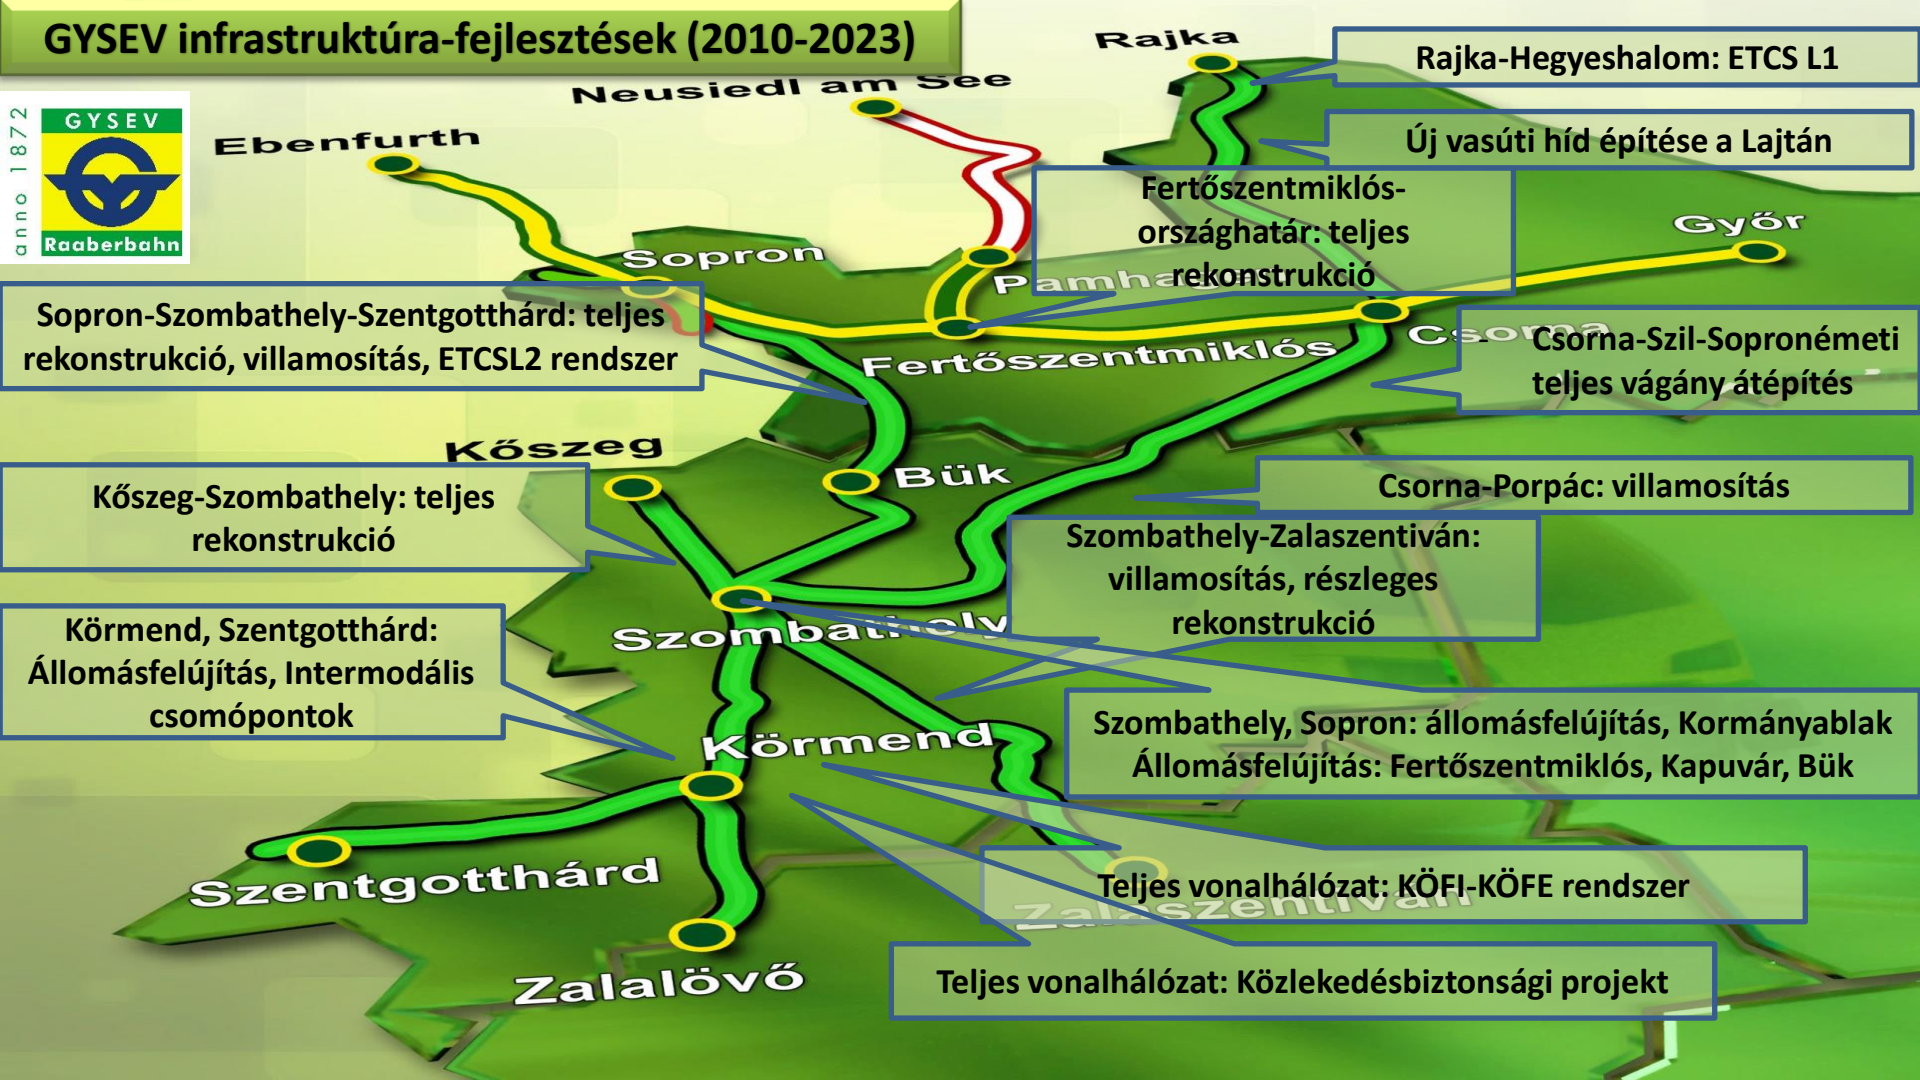 GYSEV infrastruktúra-fejlesztések (2010-2023)
anno 1872
GYSEV
Raaberbahn
Rajka
Neusiedl am See
Ebenfurth
Rajka-Hegyeshalom: ETCS L1
Új vasúti híd építése a Lajtán
Fertőszentmiklós-
országhatár: teljes
rekonstrukció
Győr
Sopron
Pamhagen
Sopron-Szombathely-Szentgotthárd: teljes
rekonstrukció, villamosítás, ETCSL2 rendszer
Fertőszentmiklós
Csorna
Csorna-Szil-Sopronémeti
teljes vágány átépítés
Kőszeg
Bük
Kőszeg-Szombathely: teljes
rekonstrukció
Csorna-Porpác: villamosítás
Szombathely-Zalaszentiván:
villamosítás, részleges
rekonstrukció
Szombathely
Körmend, Szentgotthárd:
Állomásfelújítás, Intermodális
csomópontok
Szombathely, Sopron: állomásfelújítás, Kormányablak
Állomásfelújítás: Fertőszentmiklós, Kapuvár, Bük
Körmend
Szentgotthárd
Teljes vonalhálózat: KÖFI-KÖFE rendszer
Zalaszentiván
Zalalövő
Teljes vonalhálózat: Közlekedésbiztonsági projekt